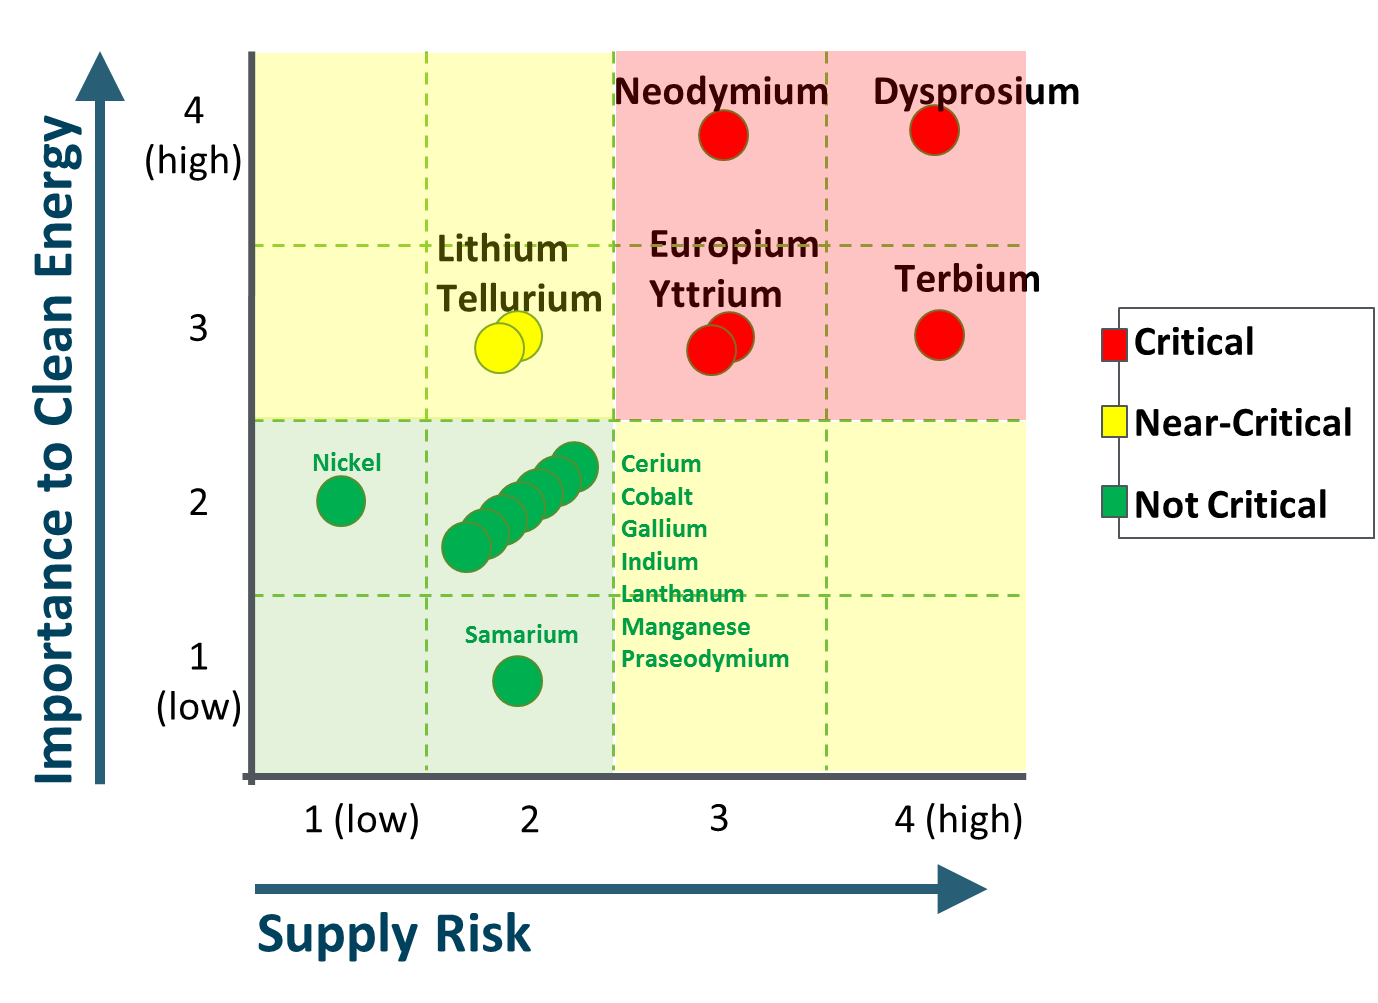 Importance to Clean Energy
4
(high)
3
2
1
(low)
Neodymium
Dysprosium
Lithium
Tellurium
Europium
Yttrium
Terbium
Nickel
Samarium
Cerium
Cobalt
Gallium
Indium
Lanthanum
Manganese
Praseodymium
Critical
Near-Critical
Not Critical
1 (low)
2
3
4 (high)
Supply Risk